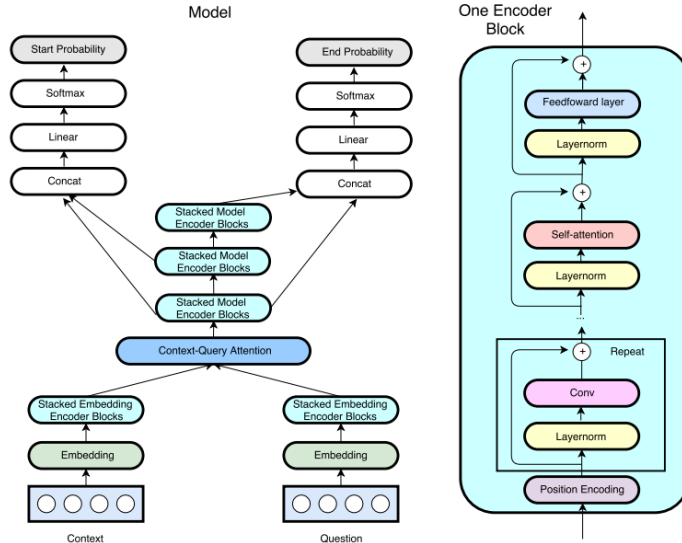 Model
Start Probability
Softmax
Linear
Concat
End Probability
Softmax
Linear
Concat
Stacked Model
Encoder Blocks
Stacked Model
Encoder Blocks
Stacked Model
Encoder Blocks
Context-Query Attention
Stacked Embedding
Encoder Blocks
Stacked Embedding
Encoder Blocks
Embedding
Embedding
Context
Question
One Encoder
Block
+
Feedfoward layer
Layernorm
+
Self-attention
Layernorm
...
+
Repeat
Conv
Layernorm
Position Encoding